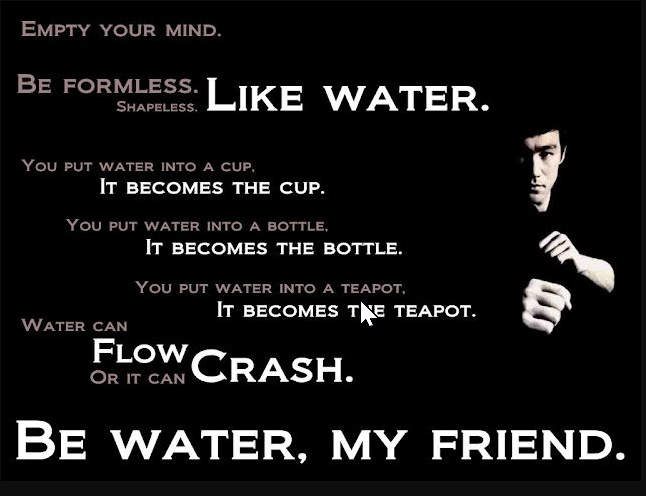 Empty your mind.
Be formless.
Shapeless.
Like water.
You put water into a cup,
It becomes the cup.
You put water into a bottle,
It becomes the bottle.
You put water into a teapot,
It becomes the teapot.
Water can
Flow
Or it can
Crash.
Be water, my friend.